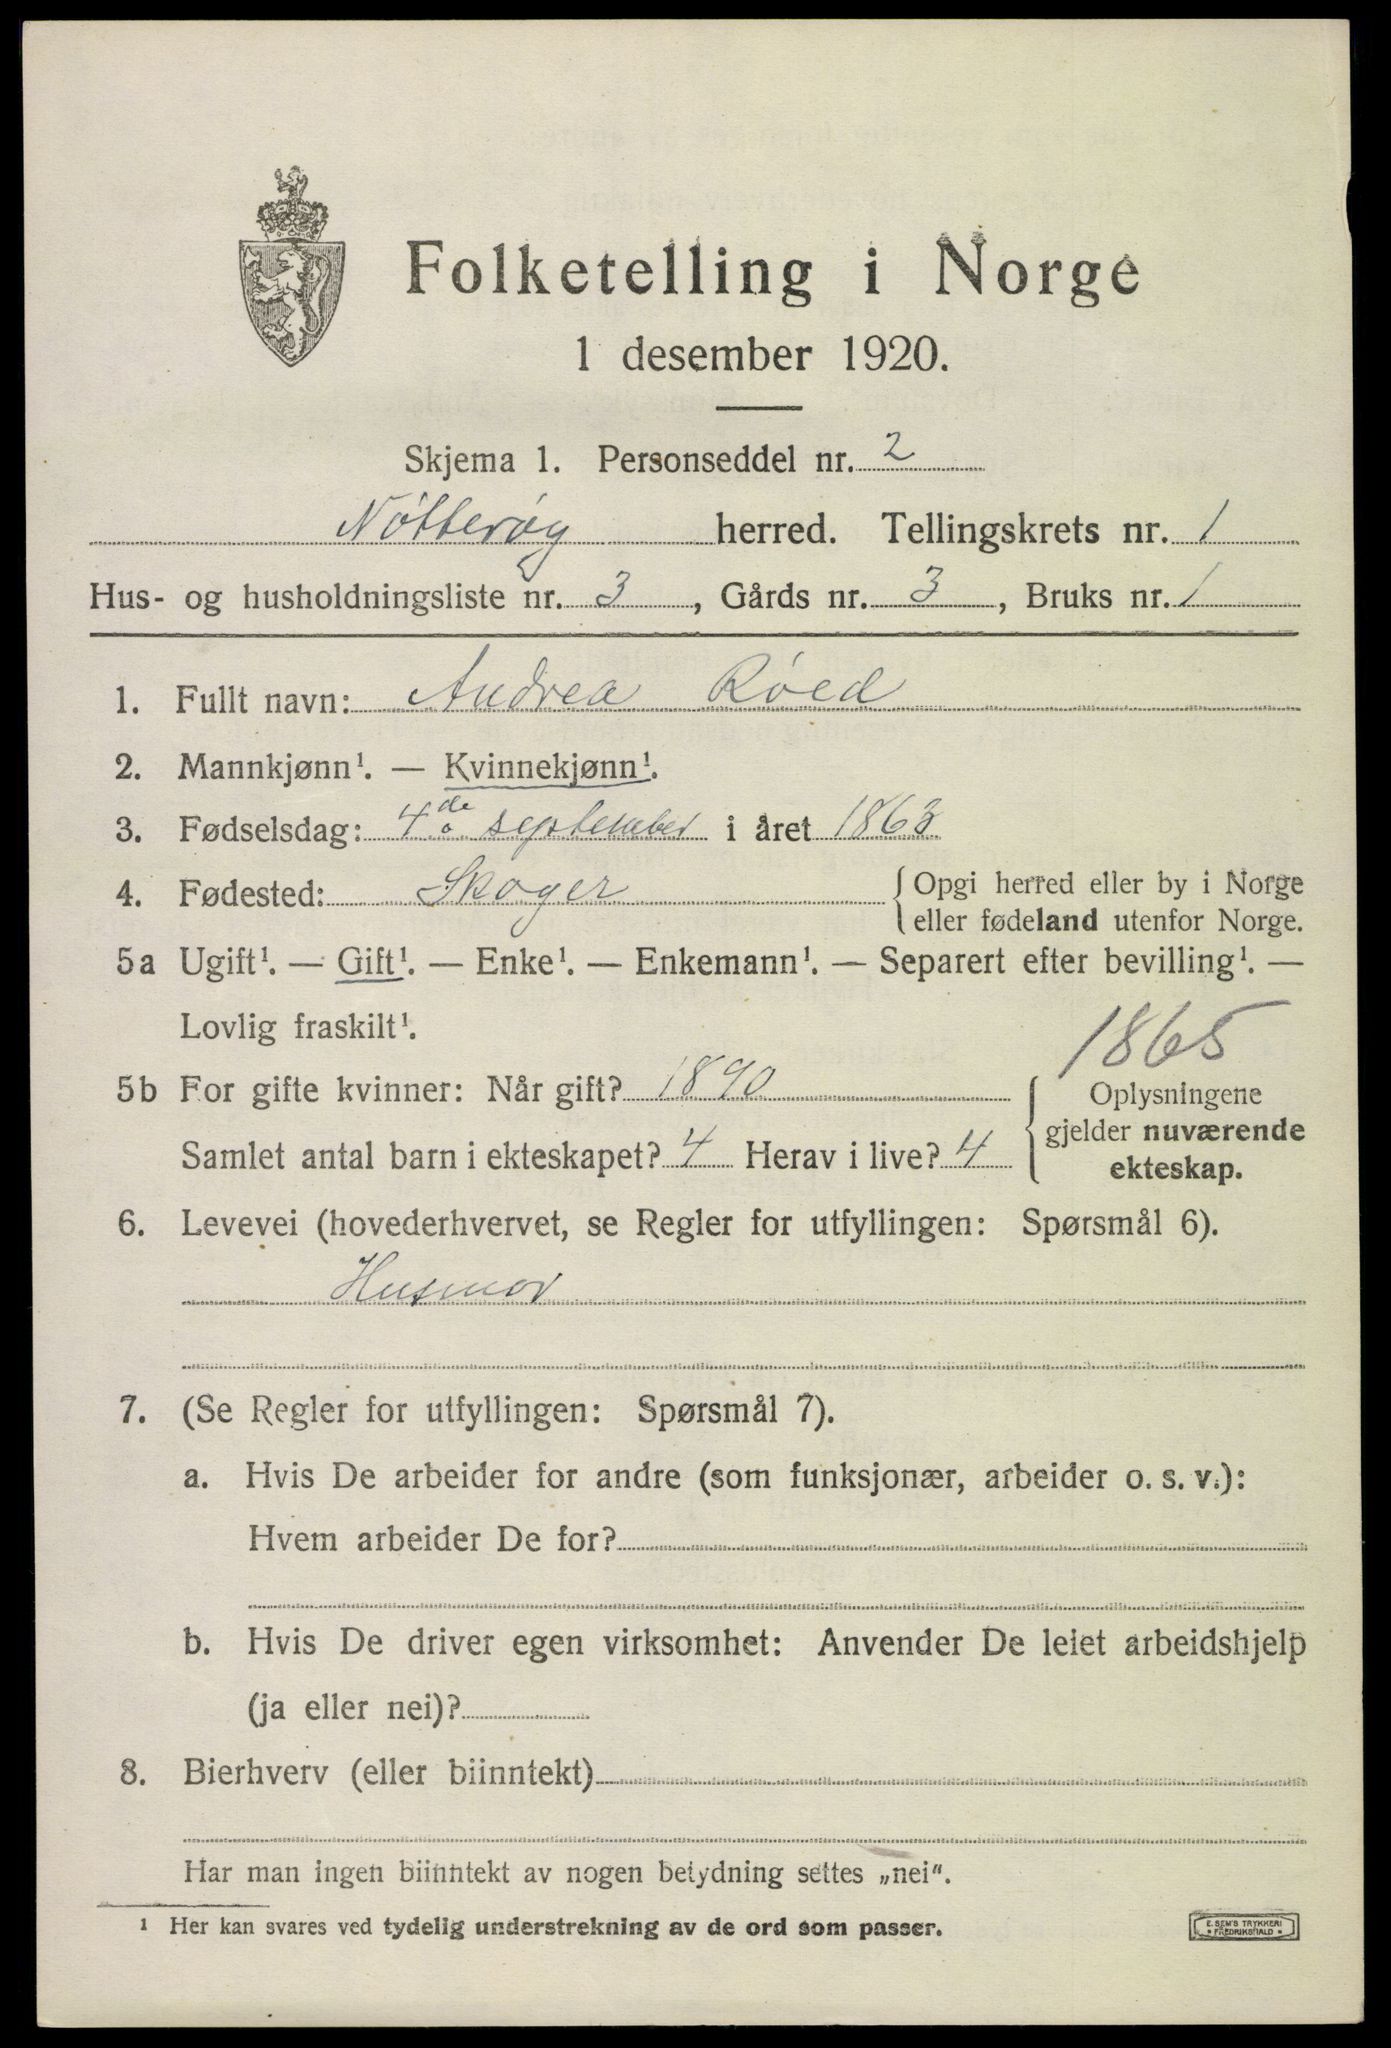 Folketelling i Norge
1 desember 1920.
Skjema 1. Personseddel nr. 2
Nøtterøy herred. Tellingskrets nr. 1
Hus- og husholdningsliste nr. 3, Gårds nr. 3, Bruks nr. 1
1. Fullt navn: Andrea Røed
2. Mannkjønn¹. — Kvinnekjønn¹.
3. Fødselsdag: 4de september i året 1863
4. Fødested: Skoger { Opgi herred eller by i Norge
eller fødeland utenfor Norge.
5a Ugift¹. — Gift¹. — Enke¹. — Enkemann¹. — Separert efter bevilling¹. —
Lovlig fraskilt¹.
1865
5b For gifte kvinner: Når gift? 1890
Samlet antal barn i ekteskapet? 4 Herav i live? 4
Oplysningene
gjelder nuværende
ekteskap.
6. Levevei (hovederhvervet, se Regler for utfyllingen: Spørsmål 6).
Husmor
7. (Se Regler for utfyllingen: Spørsmål 7).
a. Hvis De arbeider for andre (som funksjonær, arbeider o. s. v.):
Hvem arbeider De for?
b. Hvis De driver egen virksomhet: Anvender De leiet arbeidshjelp
(ja eller nei)?
8. Bierhverv (eller biinntekt)
Har man ingen biinntekt av nogen betydning settes „nei“.
¹ Her kan svares ved tydelig understrekning av de ord som passer.
E. SEM'S TRYKKERI
FREDRIKSHALD